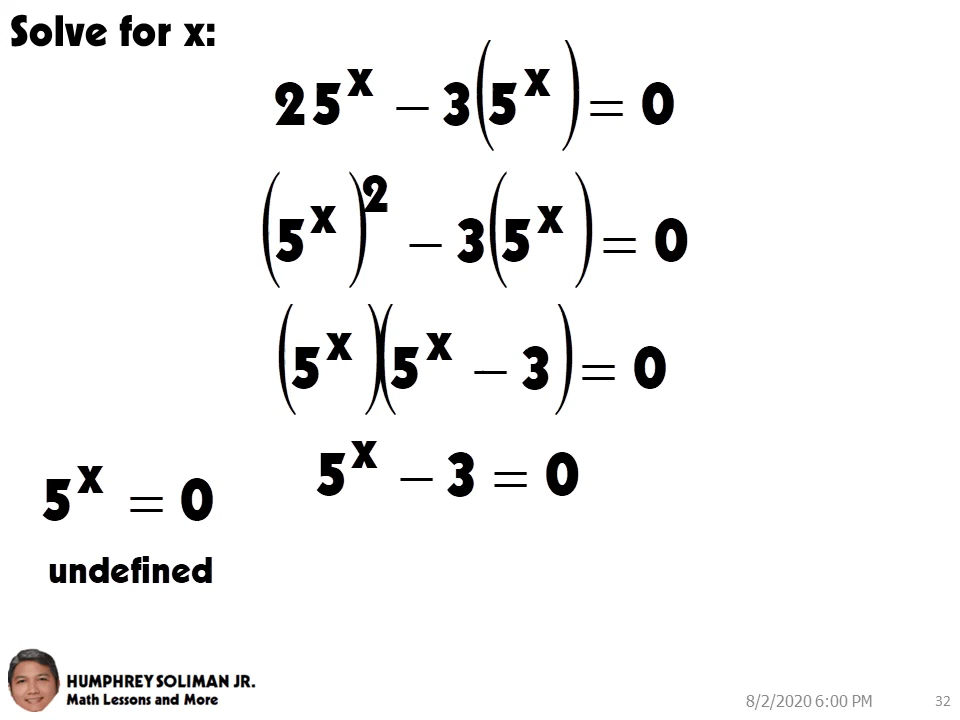 Solve for x:
25^x − 3(5^x) = 0
(5^x)^2 − 3(5^x) = 0
(5^x)(5^x − 3) = 0
5^x = 0
5^x − 3 = 0
undefined
HUMPHREY SOLIMAN JR.
Math Lessons and More
8/2/2020 6:00 PM
32